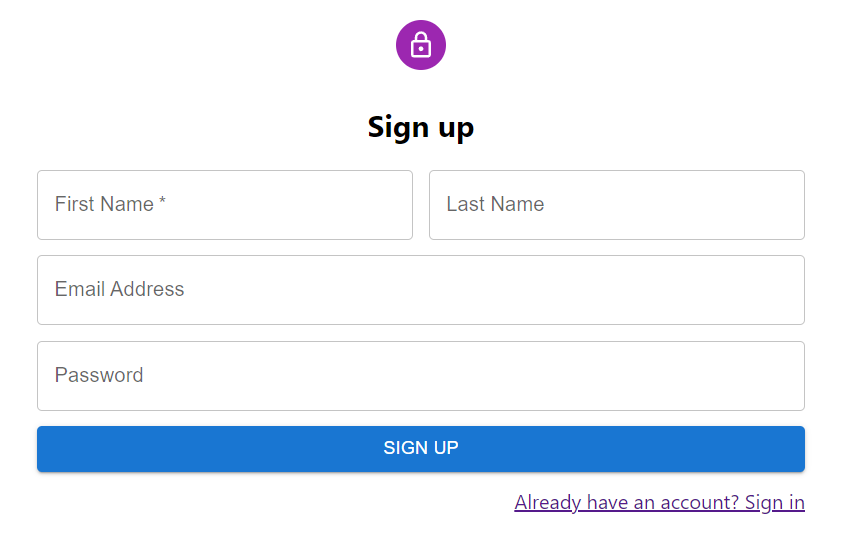 Sign up
First Name *
Last Name
Email Address
Password
SIGN UP
Already have an account? Sign in